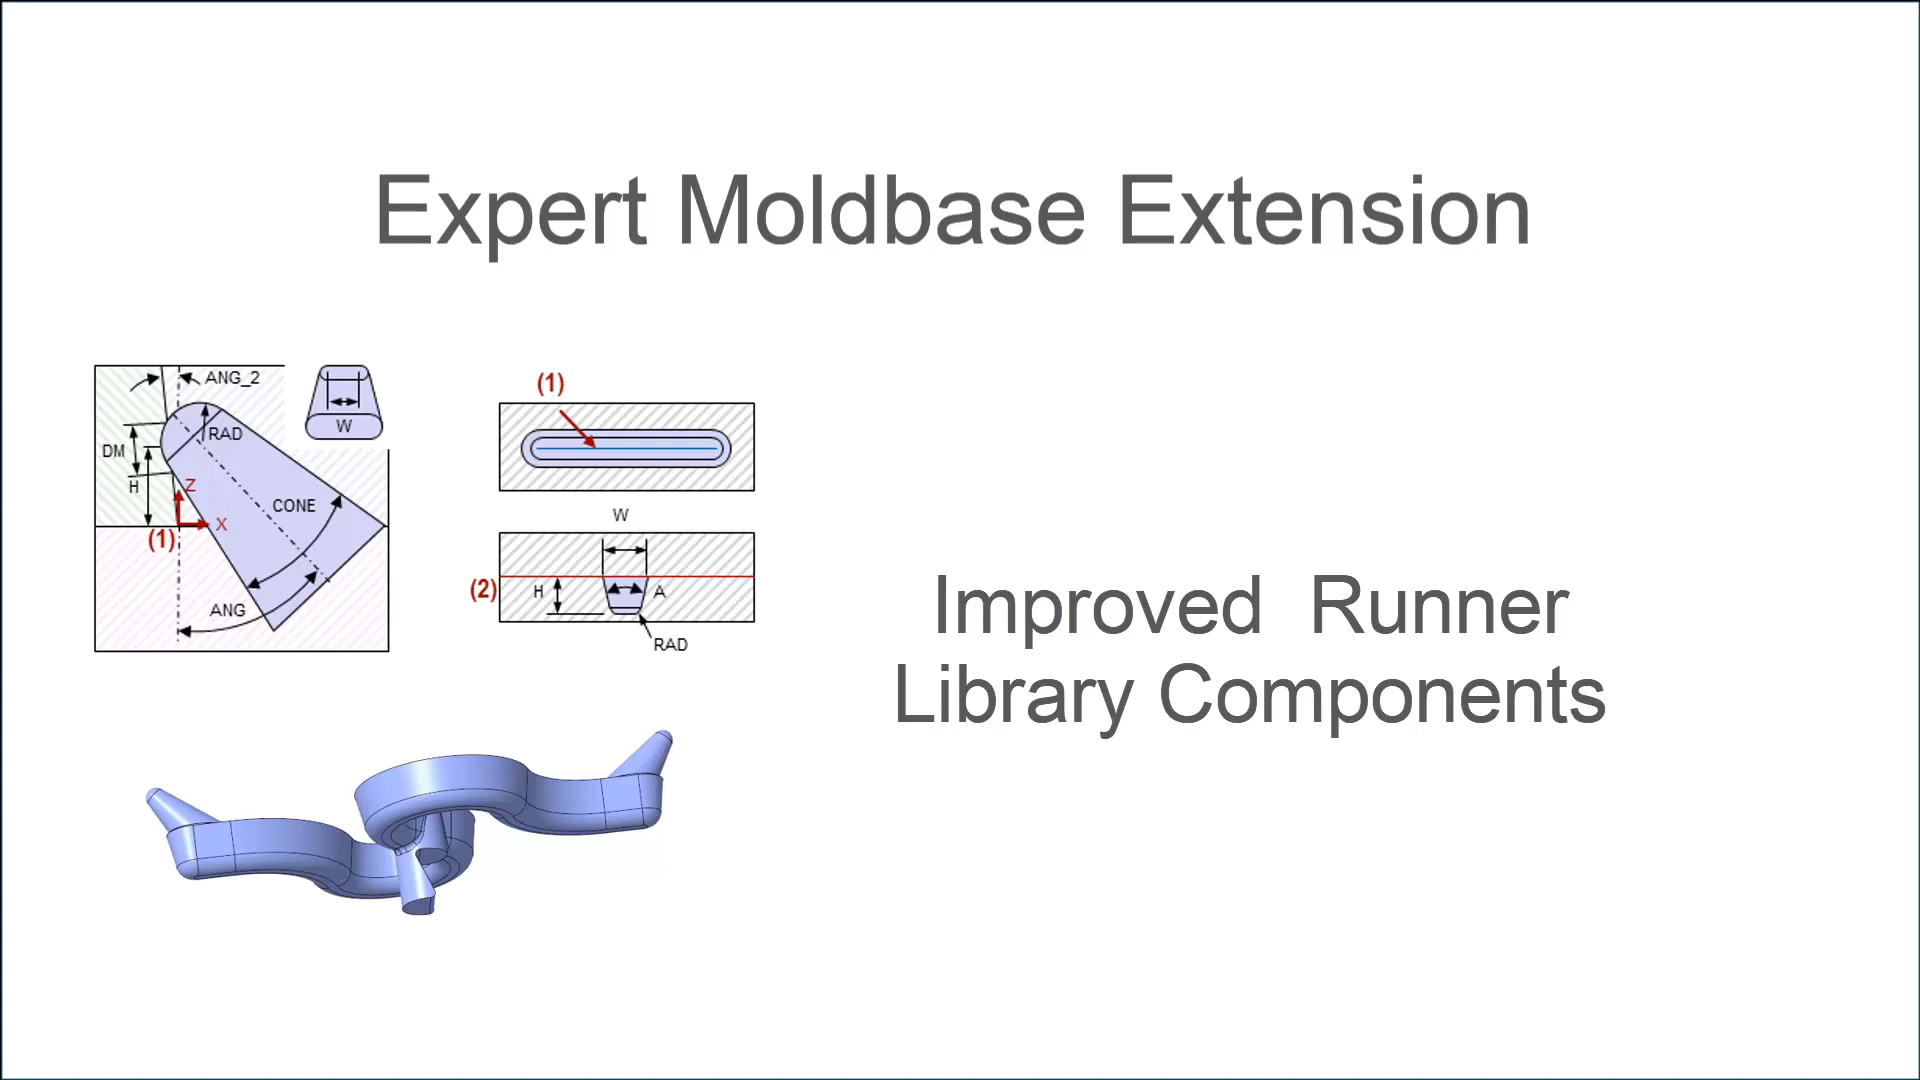 Expert Moldbase Extension
ANG_2
W
RAD
DM
H
Z
CONE
X
(1)
ANG
(1)
W
(2)
H
A
RAD
Improved Runner
Library Components